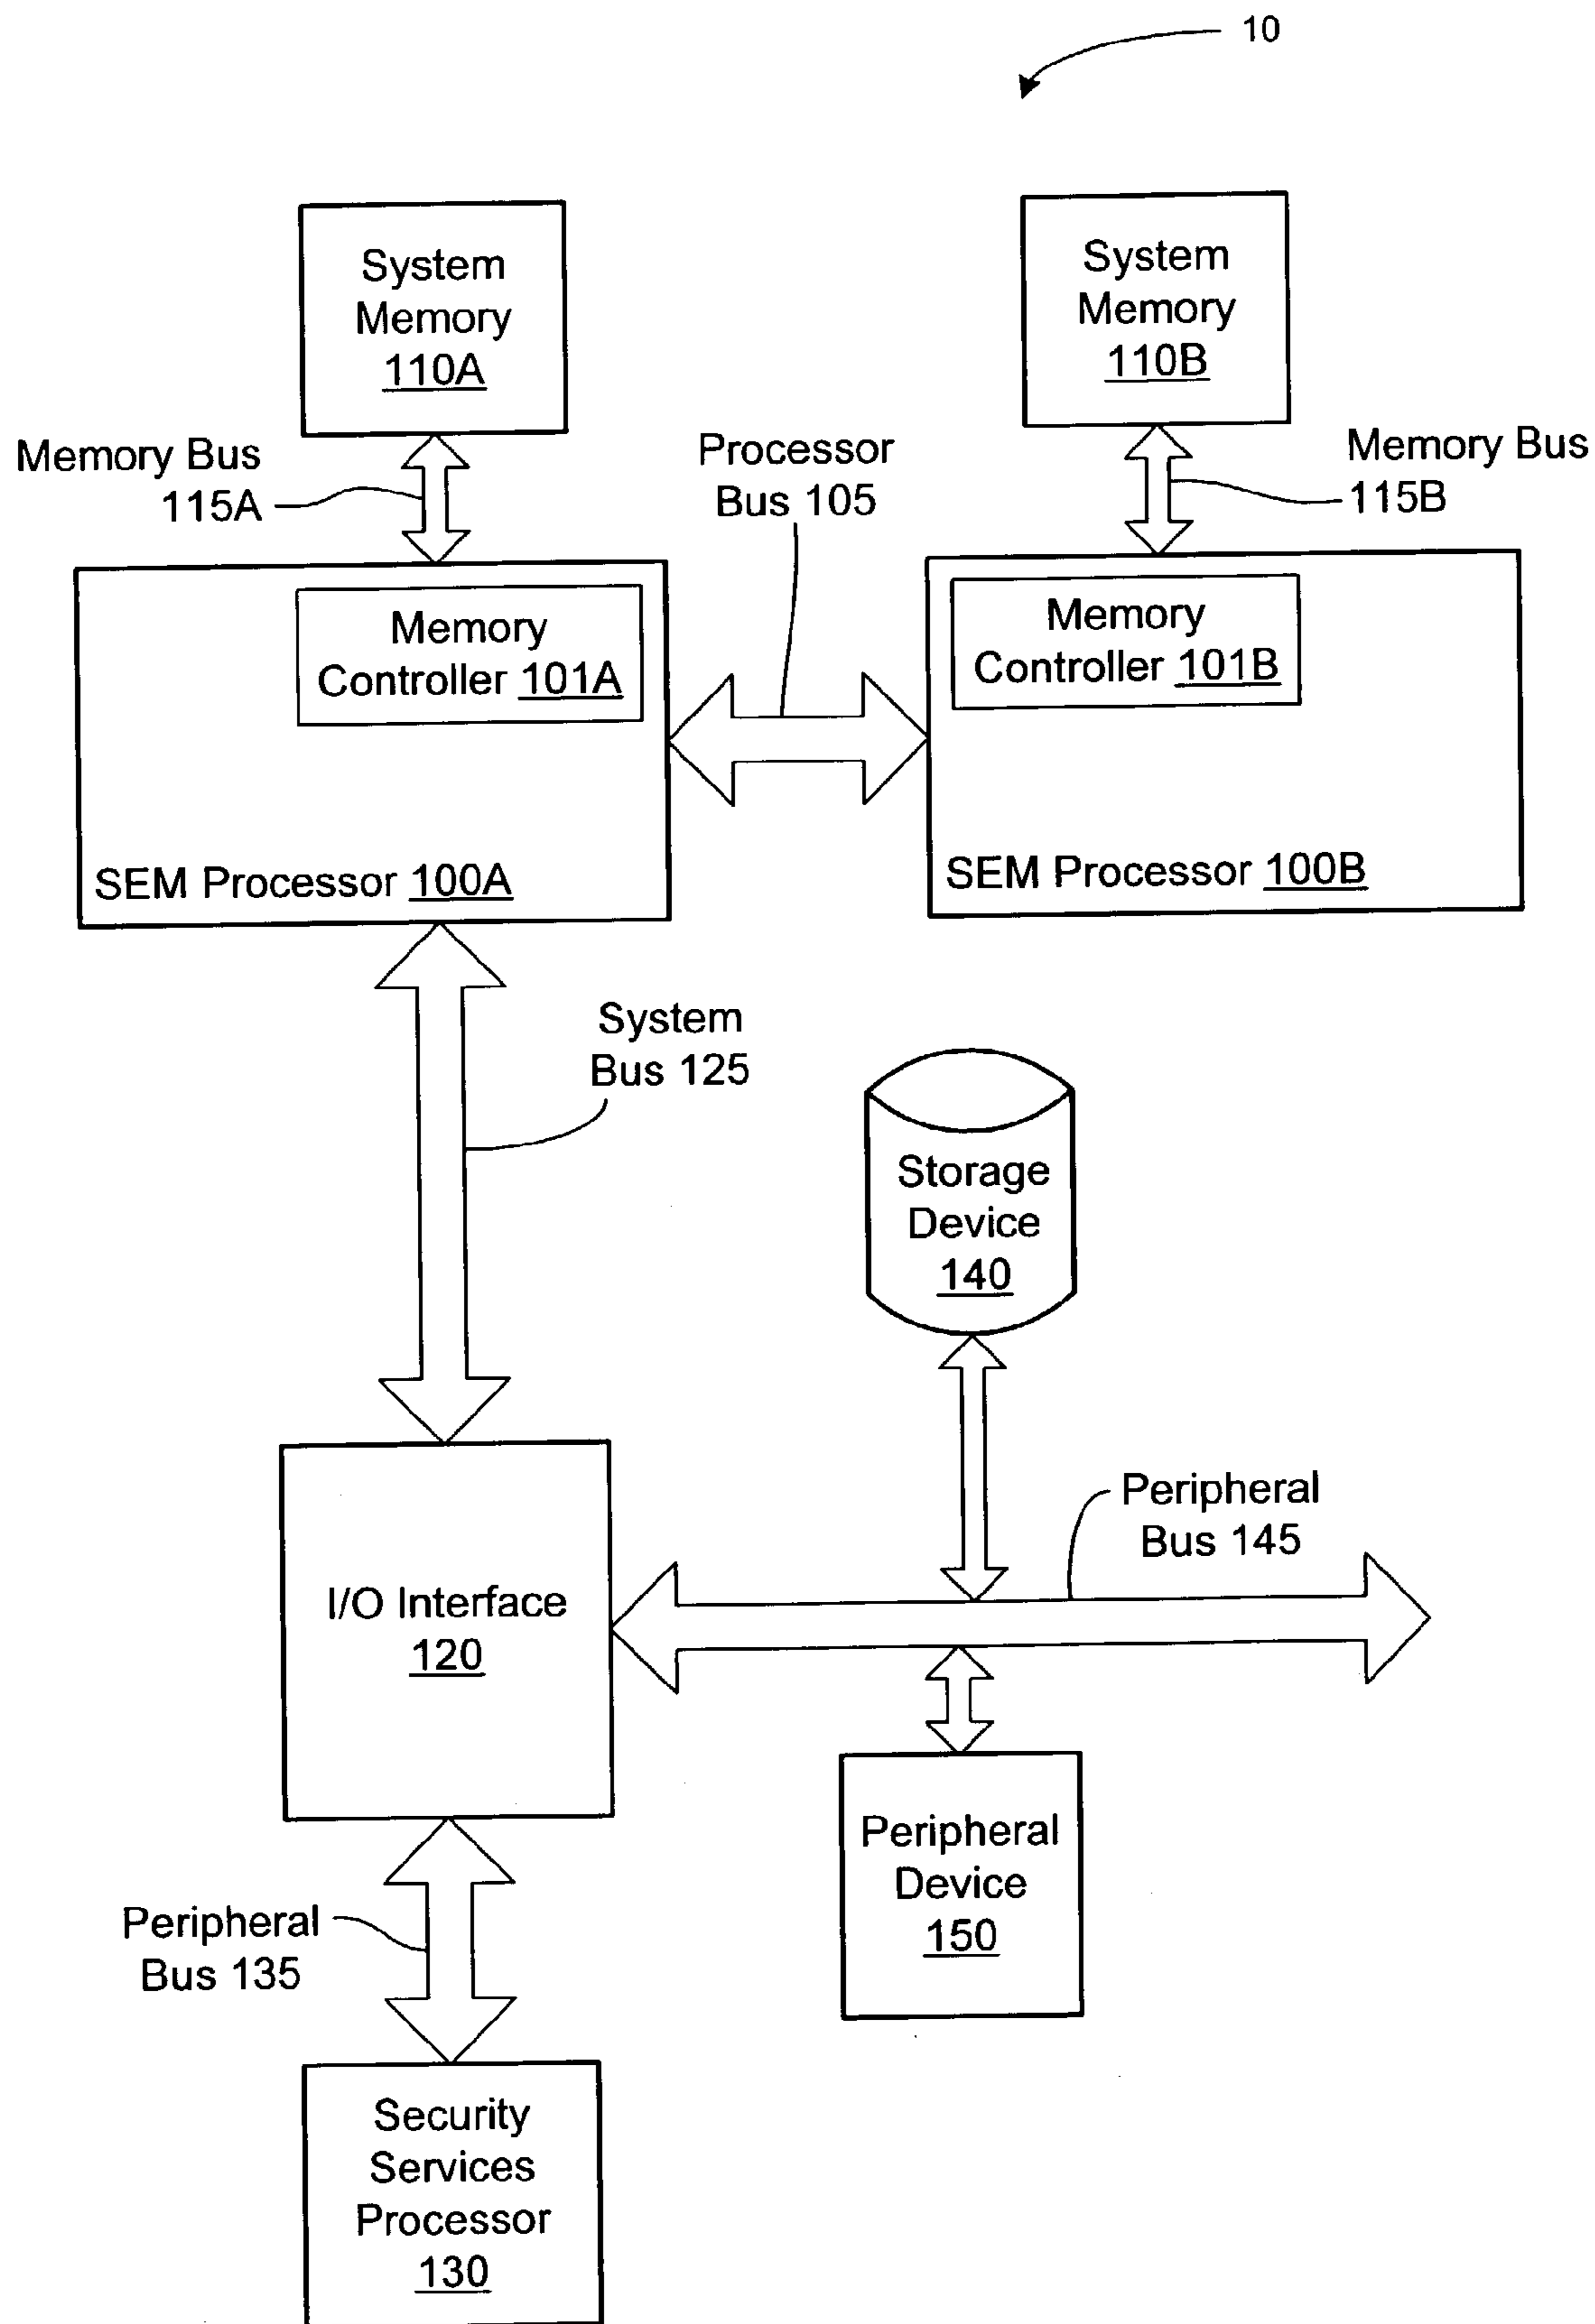 10
System
Memory
110A
System
Memory
110B
Memory Bus
115A
Processor
Bus 105
Memory Bus
115B
Memory
Controller 101A
SEM Processor 100A
Memory
Controller 101B
SEM Processor 100B
System
Bus 125
Storage
Device
140
Peripheral
Bus 145
I/O Interface
120
Peripheral
Device
150
Peripheral
Bus 135
Security
Services
Processor
130